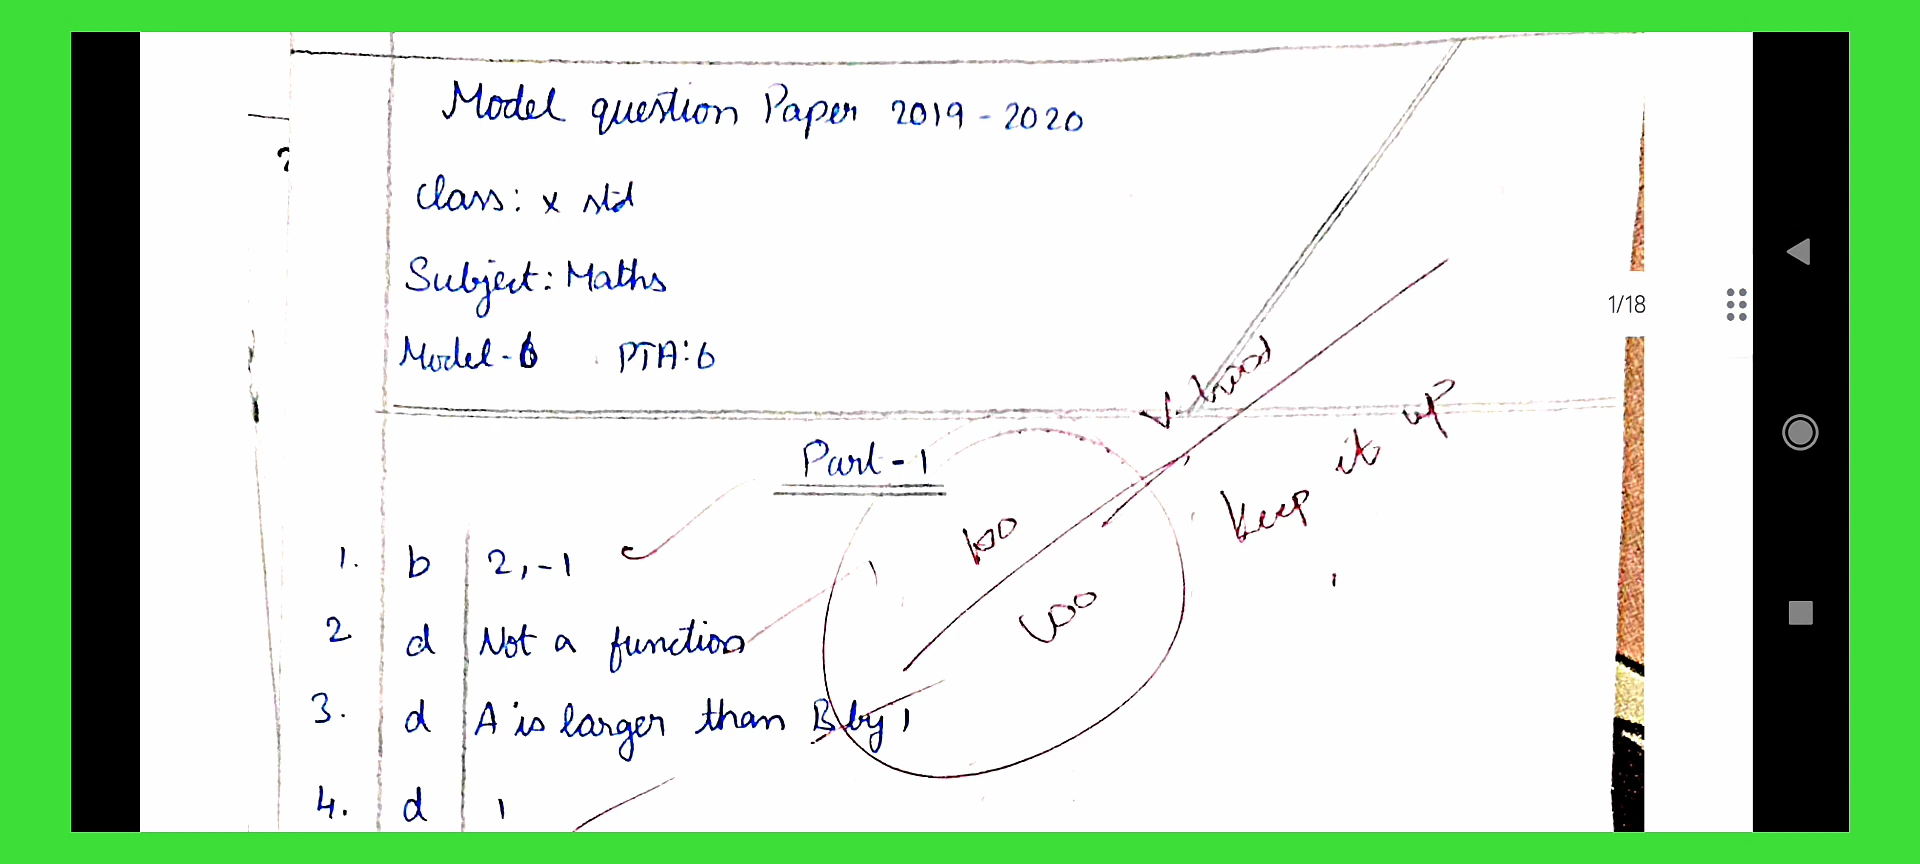 Model question Paper 2019-2020
Class: x std
Subject: Maths
1/18
Model-6 PTA:6
V. Good
Keep it up
Part-1
100
100
1. b 2,-1
2 d Not a function
3. d A is larger than B by 1
4. d 1